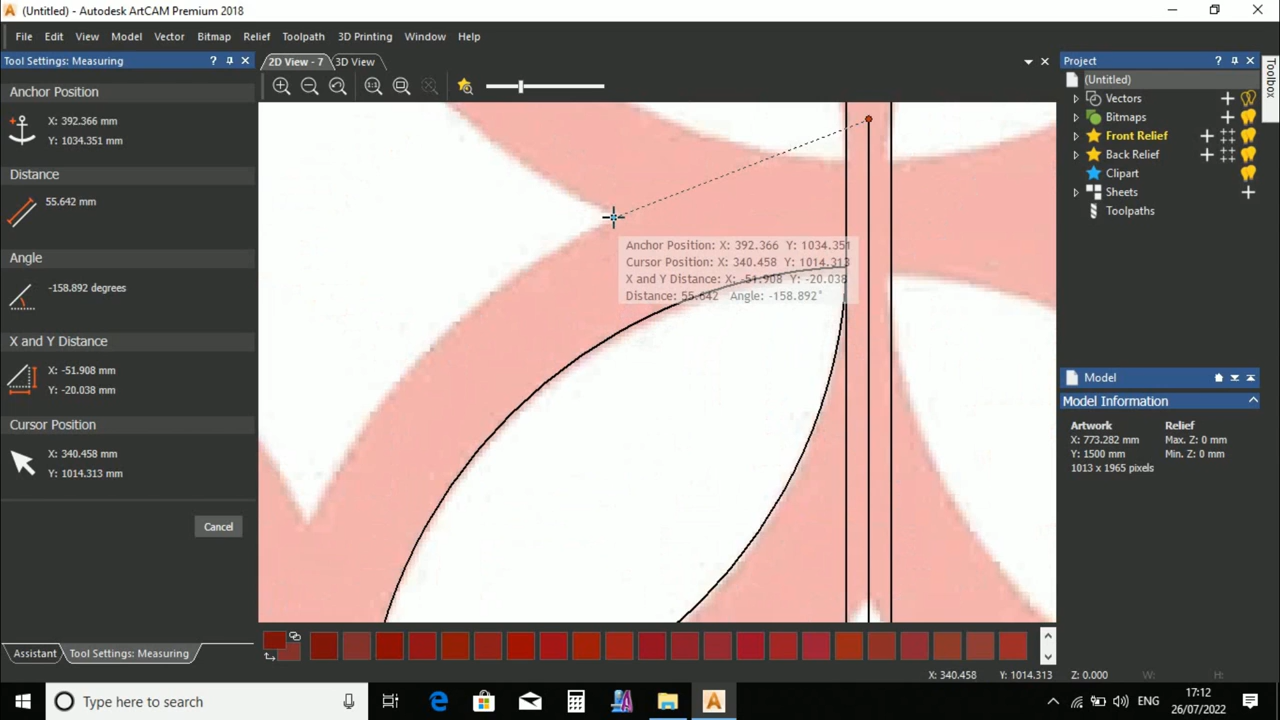 (Untitled) - Autodesk ArtCAM Premium 2018
File Edit View Model Vector Bitmap Relief Toolpath 3D Printing Window Help
Tool Settings: Measuring
Anchor Position
X: 392.366 mm
Y: 1034.351 mm
Distance
55.642 mm
Angle
-158.892 degrees
X and Y Distance
X: -51.908 mm
Y: -20.038 mm
Cursor Position
X: 340.458 mm
Y: 1014.313 mm
Cancel
Assistant Tool Settings: Measuring
2D View - 7 3D View
Anchor Position: X: 392.366 Y: 1034.351
Cursor Position: X: 340.458 Y: 1014.313
X and Y Distance: X: -51.908 Y: -20.038
Distance: 55.642 Angle: -158.892°
Project
(Untitled)
Vectors
Bitmaps
Front Relief
Back Relief
Clipart
Sheets
Toolpaths
Toolbox
Model
Model Information
Artwork Relief
X: 773.282 mm Max. Z: 0 mm
Y: 1500 mm Min. Z: 0 mm
1013 x 1965 pixels
X: 340.458 Y: 1014.313 Z: 0.000 W: H:
Type here to search
ENG
17:12
26/07/2022